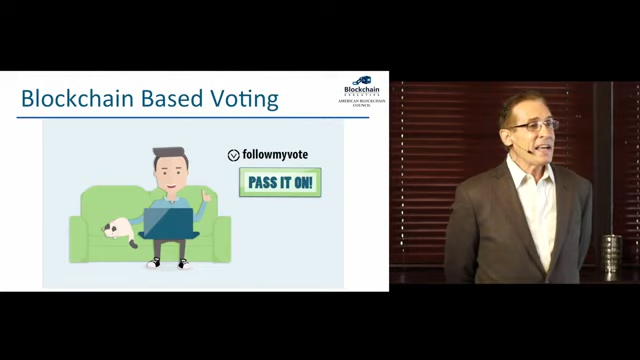 Blockchain Based Voting
Blockchain
EXECUTIVE
AMERICAN BLOCKCHAIN
COUNCIL
followmyvote
PASS IT ON!